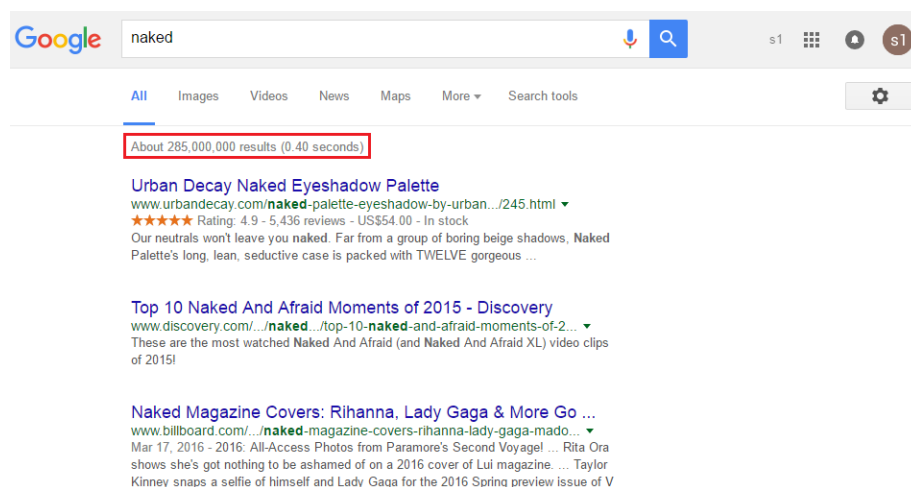 Google
naked
s1
s1
All Images Videos News Maps More Search tools
About 285,000,000 results (0.40 seconds)
Urban Decay Naked Eyeshadow Palette
www.urbandecay.com/naked-palette-eyeshadow-by-urban.../245.html
Rating: 4.9 - 5,436 reviews - US$54.00 - In stock
Our neutrals won't leave you naked. Far from a group of boring beige shadows, Naked
Palette's long, lean, seductive case is packed with TWELVE gorgeous ...
Top 10 Naked And Afraid Moments of 2015 - Discovery
www.discovery.com/.../naked.../top-10-naked-and-afraid-moments-of-2...
These are the most watched Naked And Afraid (and Naked And Afraid XL) video clips
of 2015!
Naked Magazine Covers: Rihanna, Lady Gaga & More Go ...
www.billboard.com/.../naked-magazine-covers-rihanna-lady-gaga-mado...
Mar 17, 2016 - 2016: All-Access Photos from Paramore's Second Voyage! ... Rita Ora
shows she's got nothing to be ashamed of on a 2016 cover of Lui magazine. ... Taylor
Kinney snaps a selfie of himself and Lady Gaga for the 2016 Spring preview issue of V